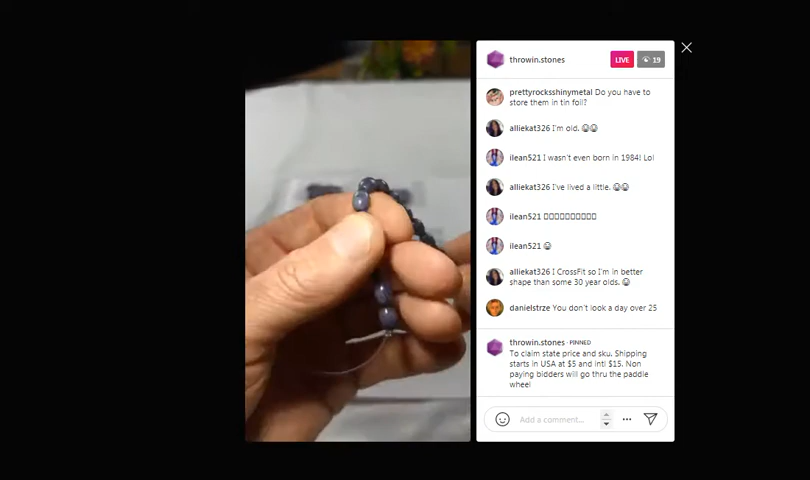 throwin.stones
LIVE
19
prettyrocksshinymetal Do you have to
store them in tin foil?
alliekat326 I'm old.
ilean521 I wasn't even born in 1984! Lol
alliekat326 I've lived a little.
ilean521
ilean521
alliekat326 I CrossFit so I'm in better
shape than some 30 year olds.
danielstrze You don't look a day over 25
throwin.stones · PINNED
To claim state price and sku. Shipping
starts in USA at $5 and intl $15. Non
paying bidders will go thru the paddle
wheel
Add a comment...